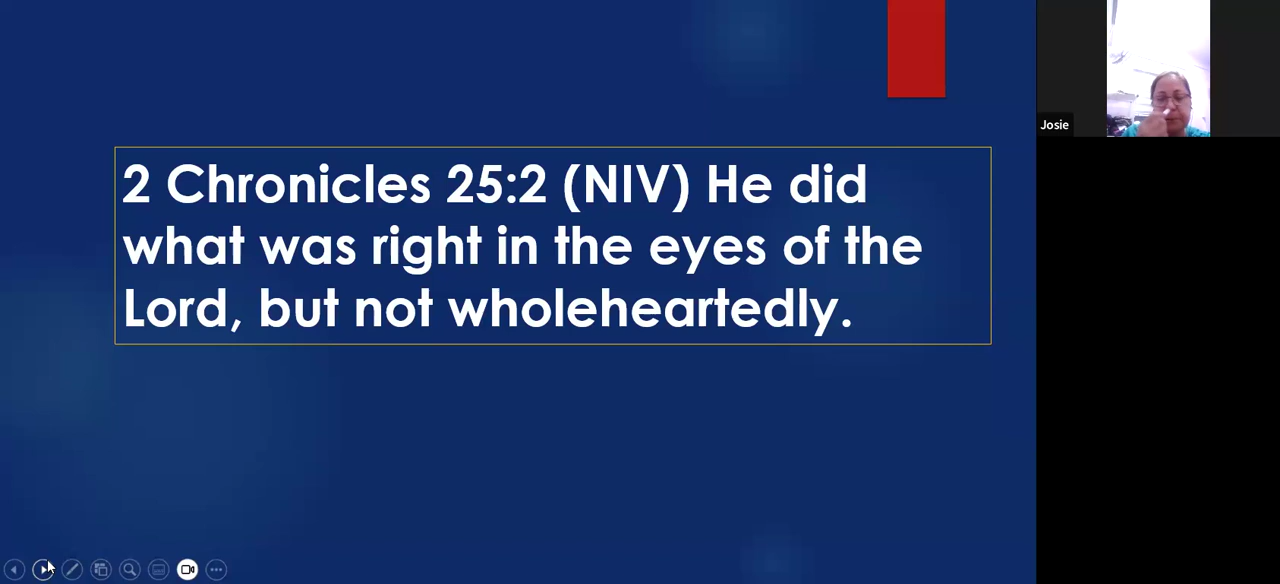 2 Chronicles 25:2 (NIV) He did
what was right in the eyes of the
Lord, but not wholeheartedly.
Josie